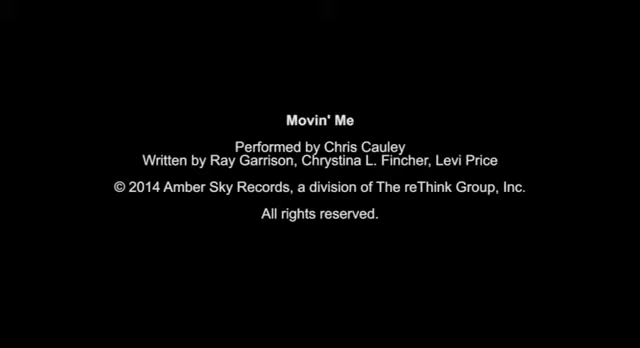 Movin' Me
Performed by Chris Cauley
Written by Ray Garrison, Chrystina L. Fincher, Levi Price
© 2014 Amber Sky Records, a division of The reThink Group, Inc.
All rights reserved.